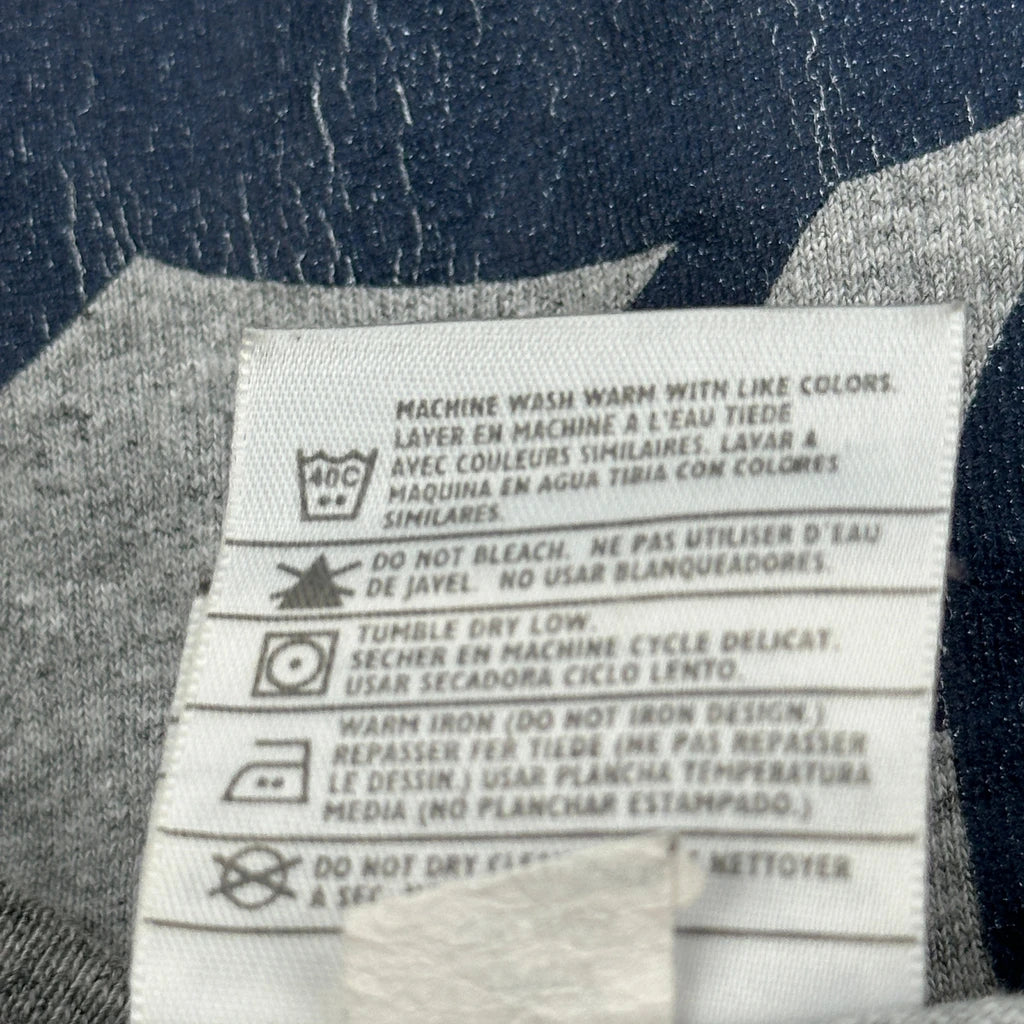 MACHINE WASH WARM WITH LIKE COLORS.
LAVER EN MACHINE A L'EAU TIEDE
AVEC COULEURS SIMILAIRES. LAVAR A
MAQUINA EN AGUA TIBIA CON COLORES
SIMILARES.
40C
DO NOT BLEACH. NE PAS UTILISER D'EAU
DE JAVEL. NO USAR BLANQUEADORES.
TUMBLE DRY LOW.
SECHER EN MACHINE CYCLE DELICAT.
USAR SECADORA CICLO LENTO.
WARM IRON (DO NOT IRON DESIGN.)
REPASSER FER TIEDE (NE PAS REPASSER
LE DESSIN.) USAR PLANCHA TEMPERATURA
MEDIA (NO PLANCHAR ESTAMPADO.)
DO NOT DRY NETTOYER
A SEC